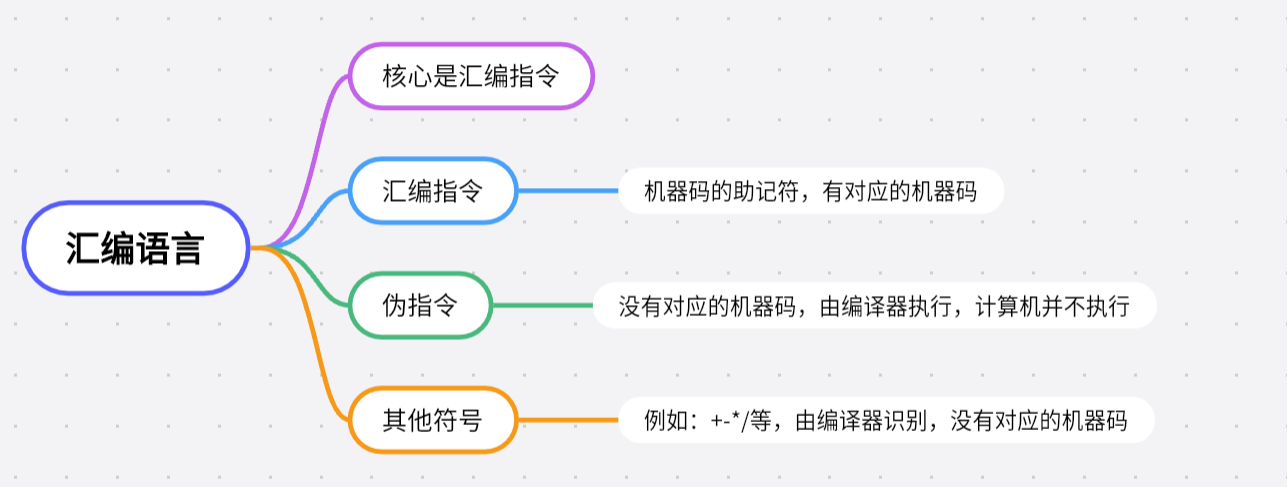 汇编语言
核心是汇编指令
汇编指令
机器码的助记符，有对应的机器码
伪指令
没有对应的机器码，由编译器执行，计算机并不执行
其他符号
例如：+-*/等，由编译器识别，没有对应的机器码